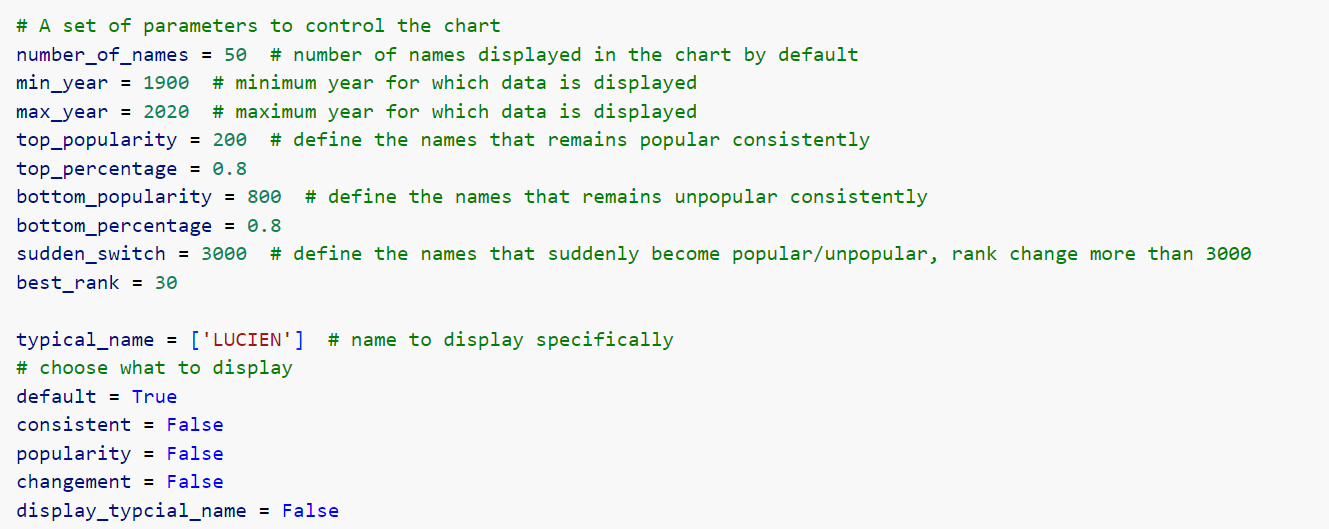 # A set of parameters to control the chart
number_of_names = 50  # number of names displayed in the chart by default
min_year = 1900  # minimum year for which data is displayed
max_year = 2020  # maximum year for which data is displayed
top_popularity = 200  # define the names that remains popular consistently
top_percentage = 0.8
bottom_popularity = 800  # define the names that remains unpopular consistently
bottom_percentage = 0.8
sudden_switch = 3000  # define the names that suddenly become popular/unpopular, rank change more than 3000
best_rank = 30

typical_name = ['LUCIEN']  # name to display specifically
# choose what to display
default = True
consistent = False
popularity = False
changement = False
display_typcial_name = False